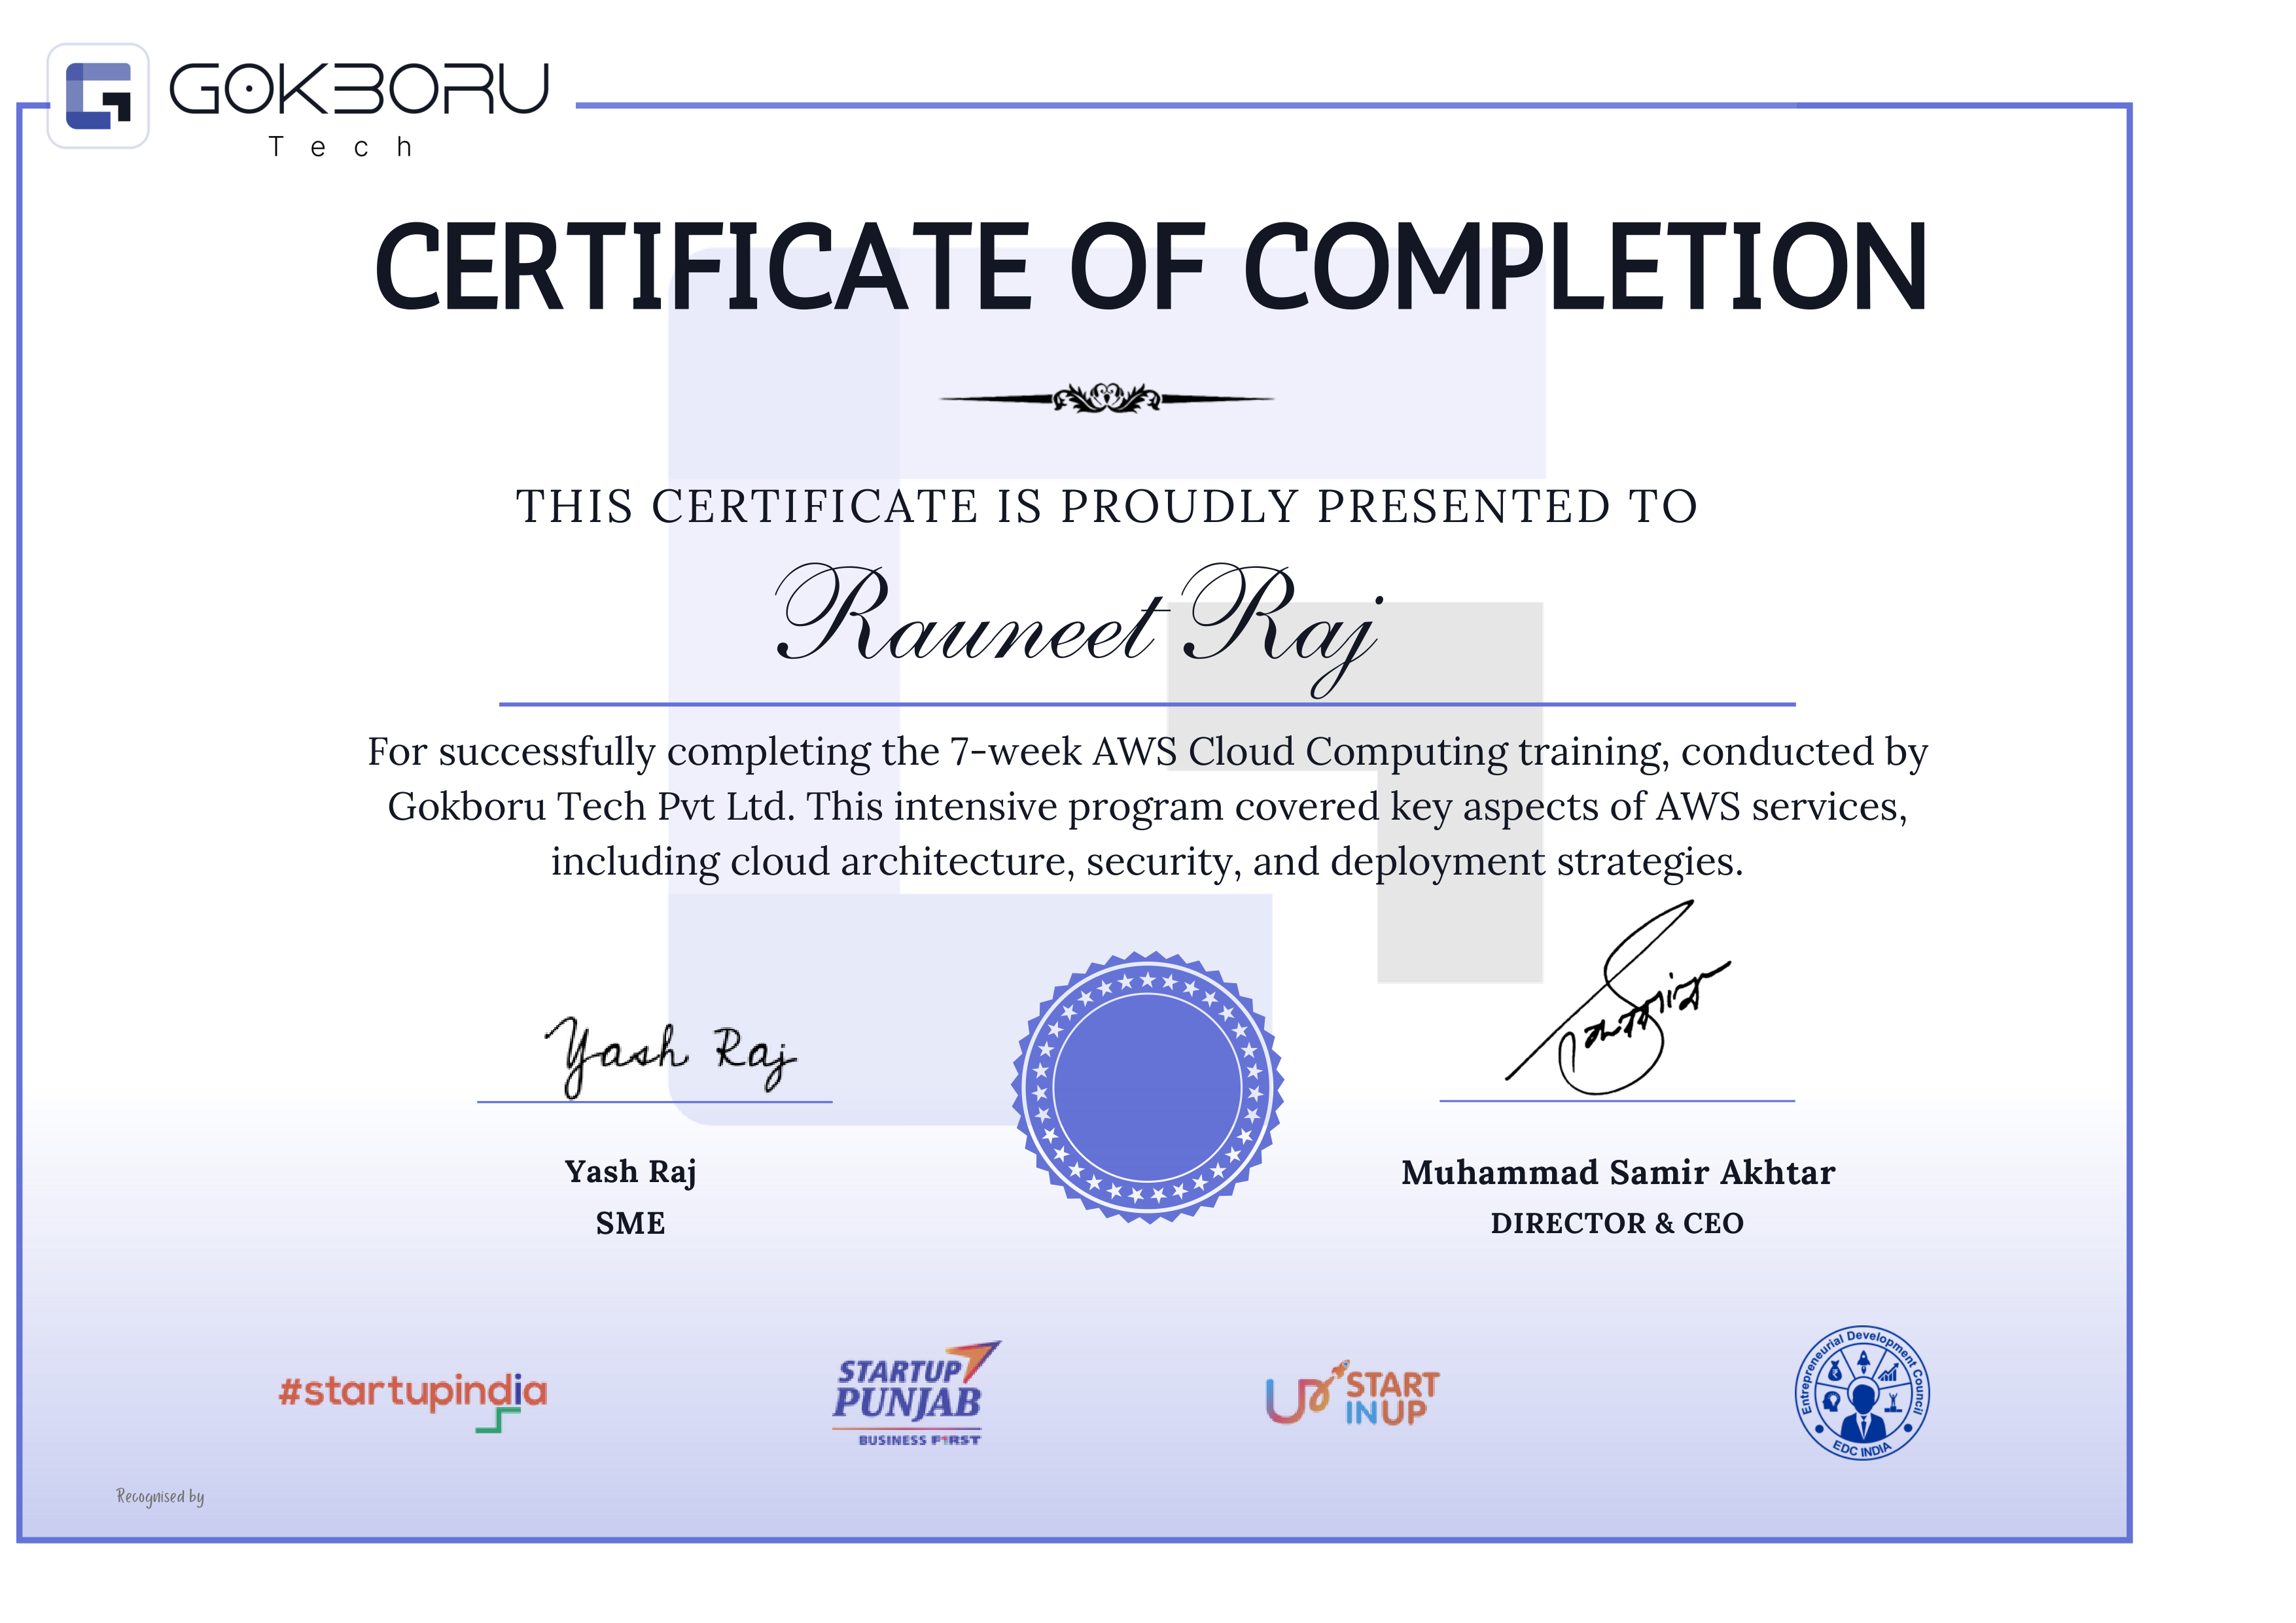 GOKBORU
Tech
CERTIFICATE OF COMPLETION
THIS CERTIFICATE IS PROUDLY PRESENTED TO
Rauneet Raj
For successfully completing the 7-week AWS Cloud Computing training, conducted by
Gokboru Tech Pvt Ltd. This intensive program covered key aspects of AWS services,
including cloud architecture, security, and deployment strategies.
Yash Raj
Yash Raj
SME
Muhammad Samir Akhtar
DIRECTOR & CEO
#startupindia
STARTUP
PUNJAB
BUSINESS F1RST
UP
START
IN UP
Entrepreneurial Development Council
EDC INDIA
Recognised by